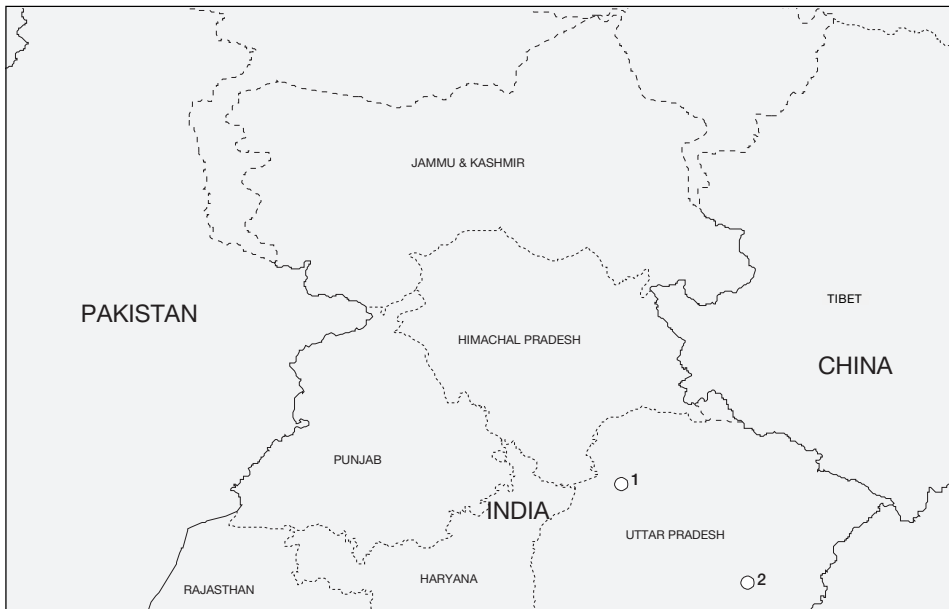 JAMMU & KASHMIR
PAKISTAN
TIBET
HIMACHAL PRADESH
CHINA
PUNJAB
1
INDIA
UTTAR PRADESH
HARYANA
2
RAJASTHAN